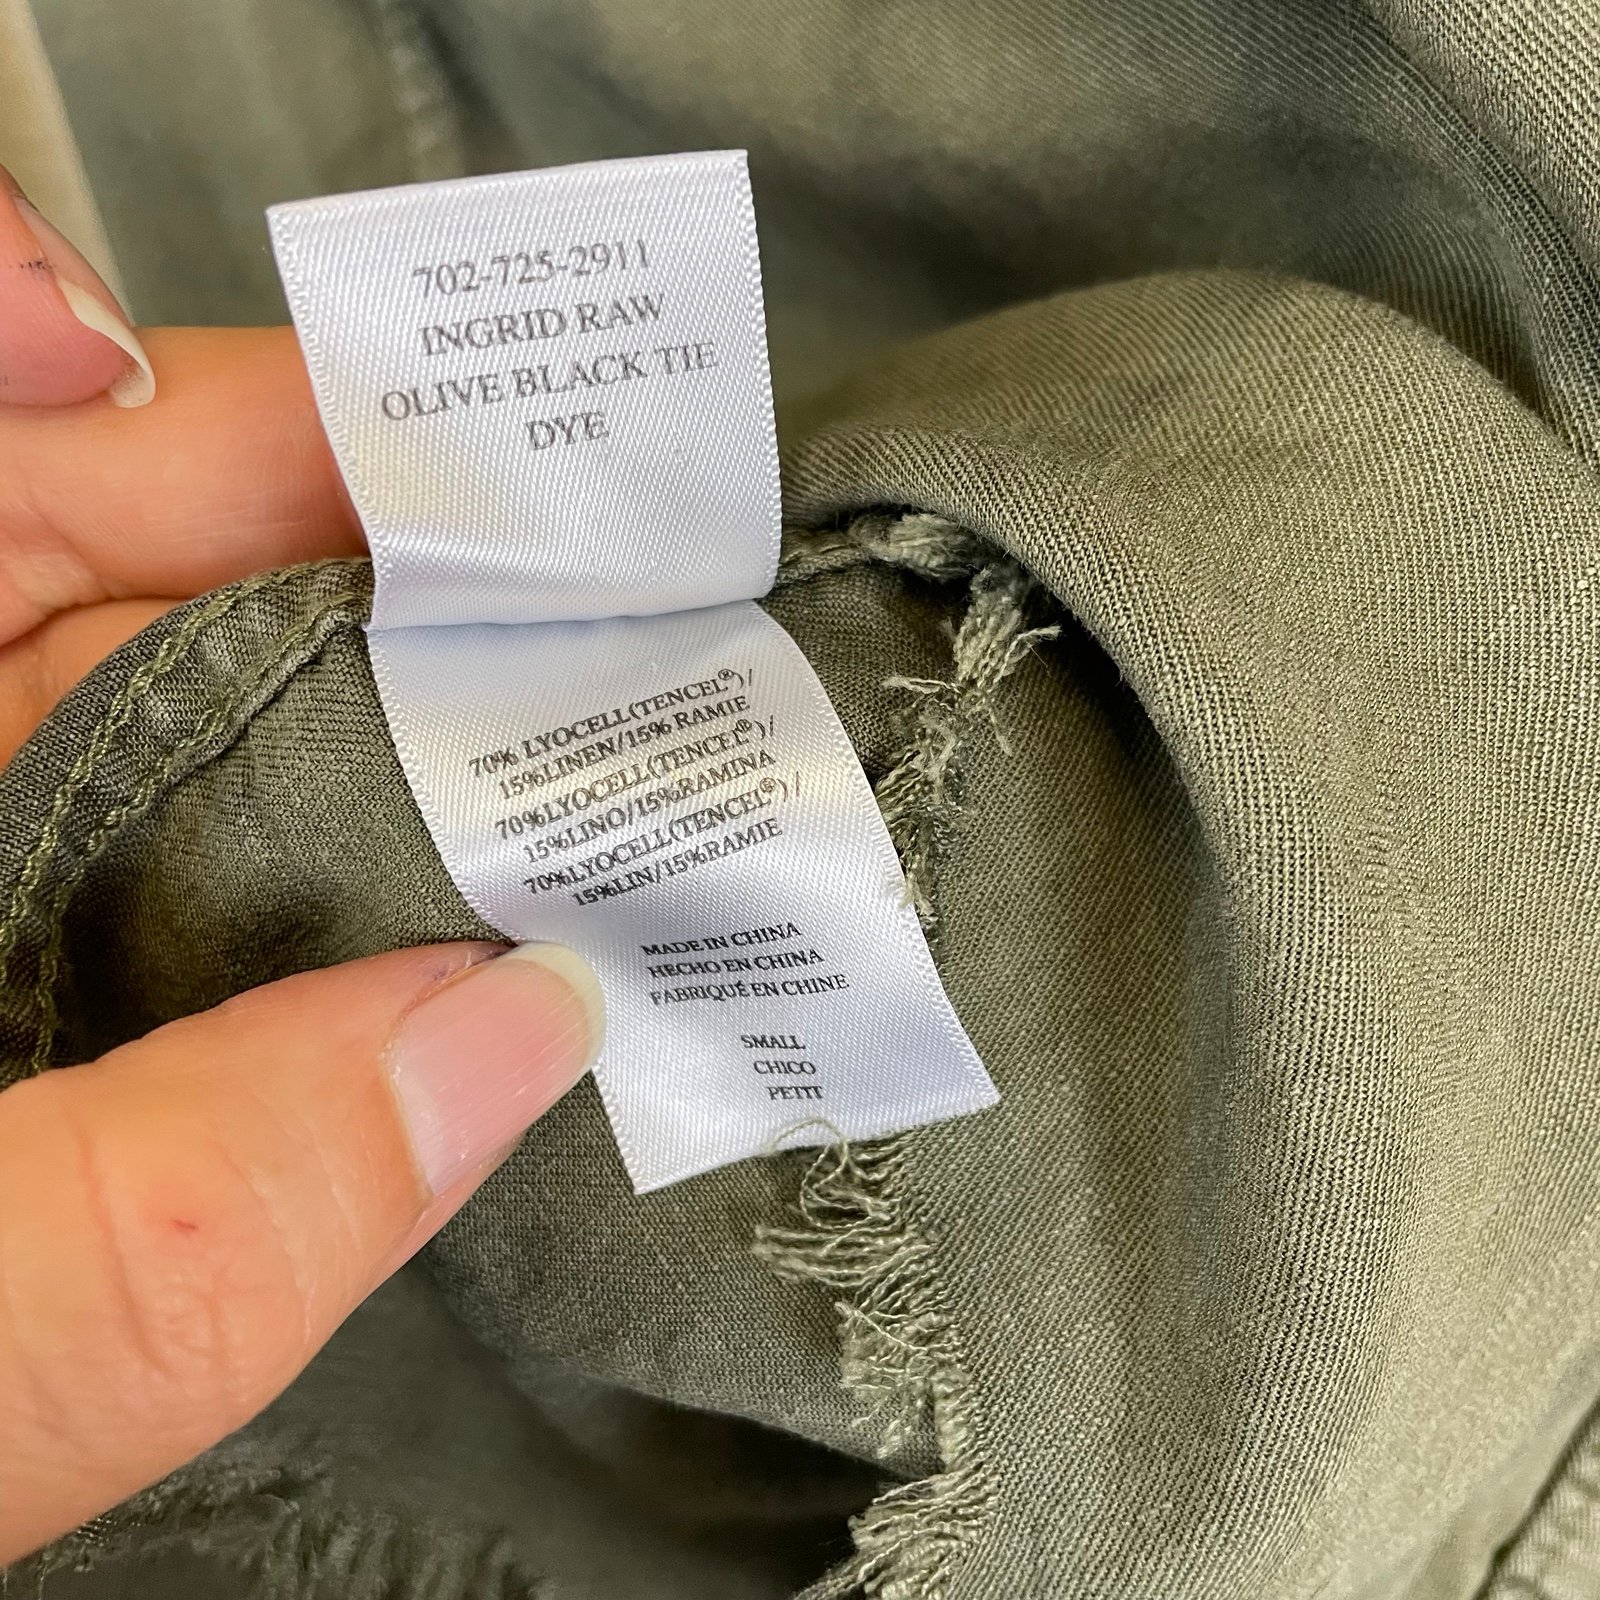 702-725-2911
INGRID RAW
OLIVE BLACK TIE
DYE
70% LYOCELL(TENCEL®)/
15%LINEN/15% RAMIE
70%LYOCELL(TENCEL®)/
15%LINO/15%RAMINA
70%LYOCELL(TENCEL®)/
15%LIN/15%RAMIE
MADE IN CHINA
HECHO EN CHINA
FABRIQUÉ EN CHINE
SMALL
CHICO
PETIT